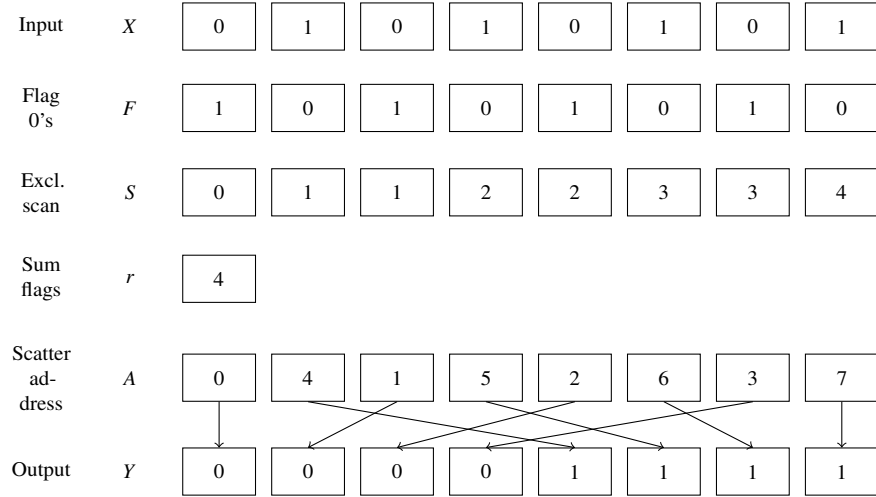 Input X 0 1 0 1 0 1 0 1
Flag
0's
F 1 0 1 0 1 0 1 0
Excl.
scan
S 0 1 1 2 2 3 3 4
Sum
flags
r 4
Scatter
ad-
dress
A 0 4 1 5 2 6 3 7
Output Y 0 0 0 0 1 1 1 1